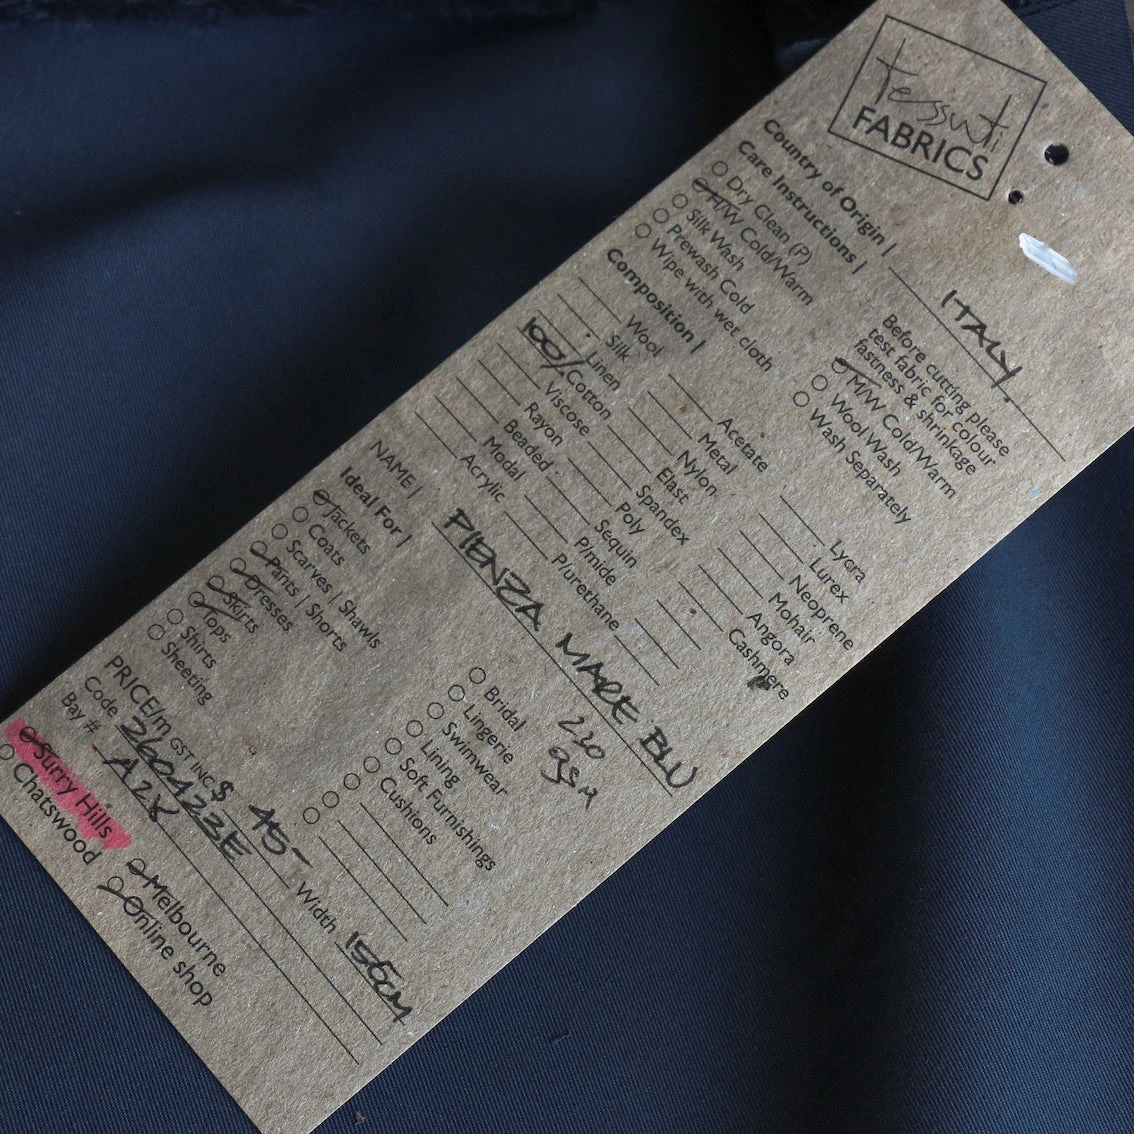 tessuti
FABRICS
Country of Origin | ITALY.
Care Instructions |
Before cutting please
test fabric for colour
fastness & shrinkage
Dry Clean (P)
H/W Cold/Warm
Silk Wash
Prewash Cold
Wipe with wet cloth
M/W Cold/Warm
Wool Wash
Wash Separately
Composition |
Wool
Silk
Linen
100/ Cotton
Viscose
Rayon
Beaded
Modal
Acrylic
Acetate
Metal
Nylon
Elast
Spandex
Poly
Sequin
P/mide
P/urethane
Lycra
Lurex
Neoprene
Mohair
Angora
Cashmere
NAME | PIENZA MARE BLU
Ideal For |
220
gsm
Jackets
Coats
Scarves | Shawls
Pants | Shorts
Dresses
Skirts
Tops
Shirts
Sheeting
Bridal
Lingerie
Swimwear
Lining
Soft Furnishings
Cushions
PRICE/m GST INC $ 45- Width 156cm
Code 260423E
Bay # A28
Surry Hills
Chatswood
Melbourne
Online shop